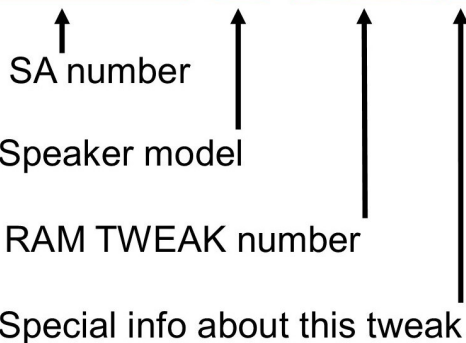 SA number
Speaker model
RAM TWEAK number
Special info about this tweak